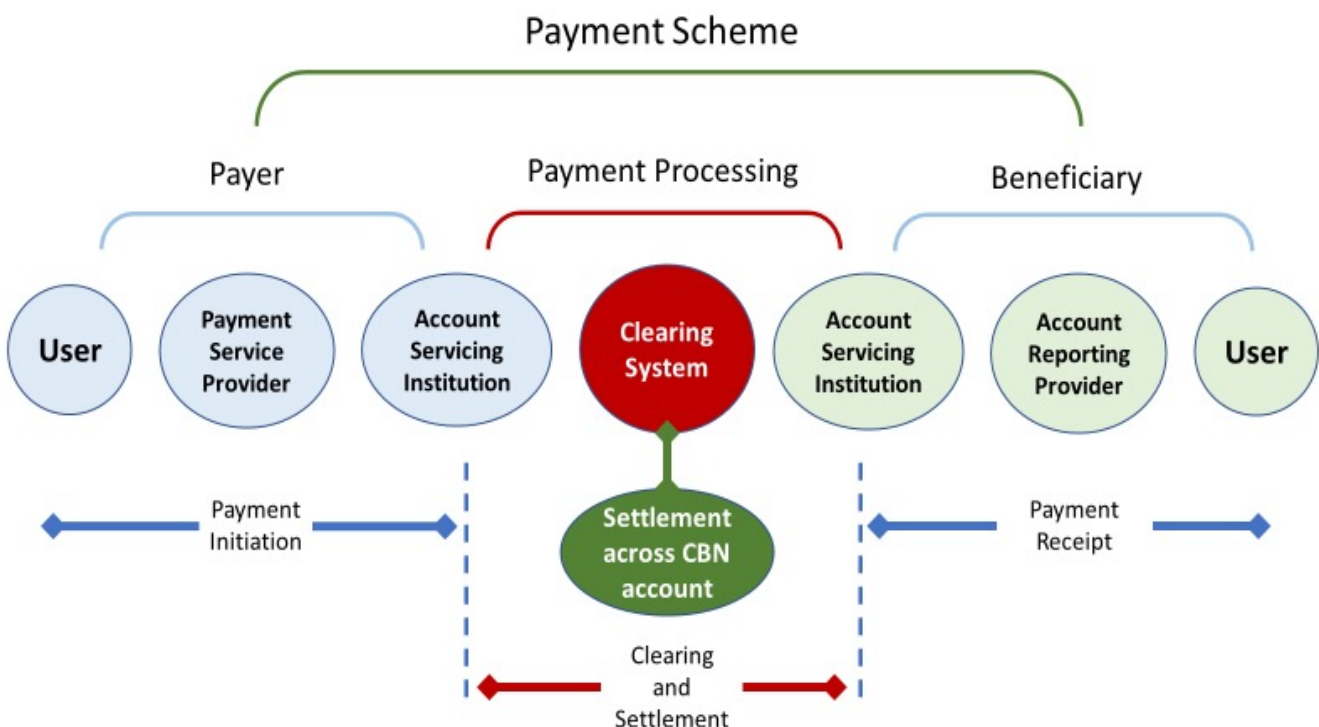 Payment Scheme
Payer
Payment Processing
Beneficiary
User
Payment
Service
Provider
Account
Servicing
Institution
Clearing
System
Account
Servicing
Institution
Account
Reporting
Provider
User
Payment
Initiation
Settlement
across CBN
account
Payment
Receipt
Clearing
and
Settlement